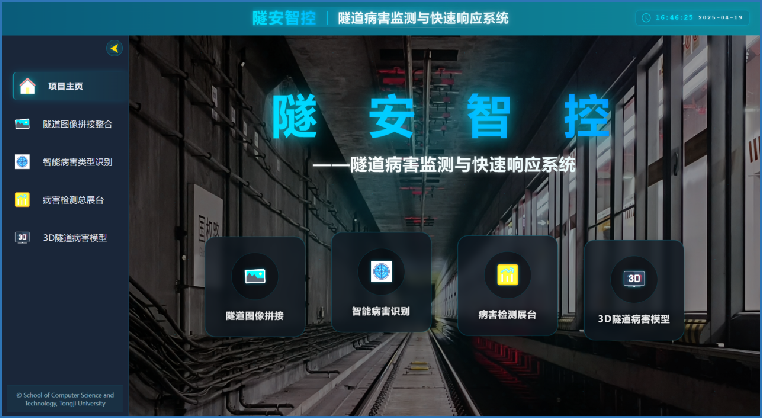 隧安智控 | 隧道病害监测与快速响应系统
16:46:25 2025-04-19
项目主页
隧道图像拼接整合
智能病害类型识别
病害检测总展台
3D隧道病害模型
隧安智控
——隧道病害监测与快速响应系统
隧道图像拼接
智能病害识别
病害检测展台
3D
3D隧道病害模型
© School of Computer Science and
Technology, Tongji University